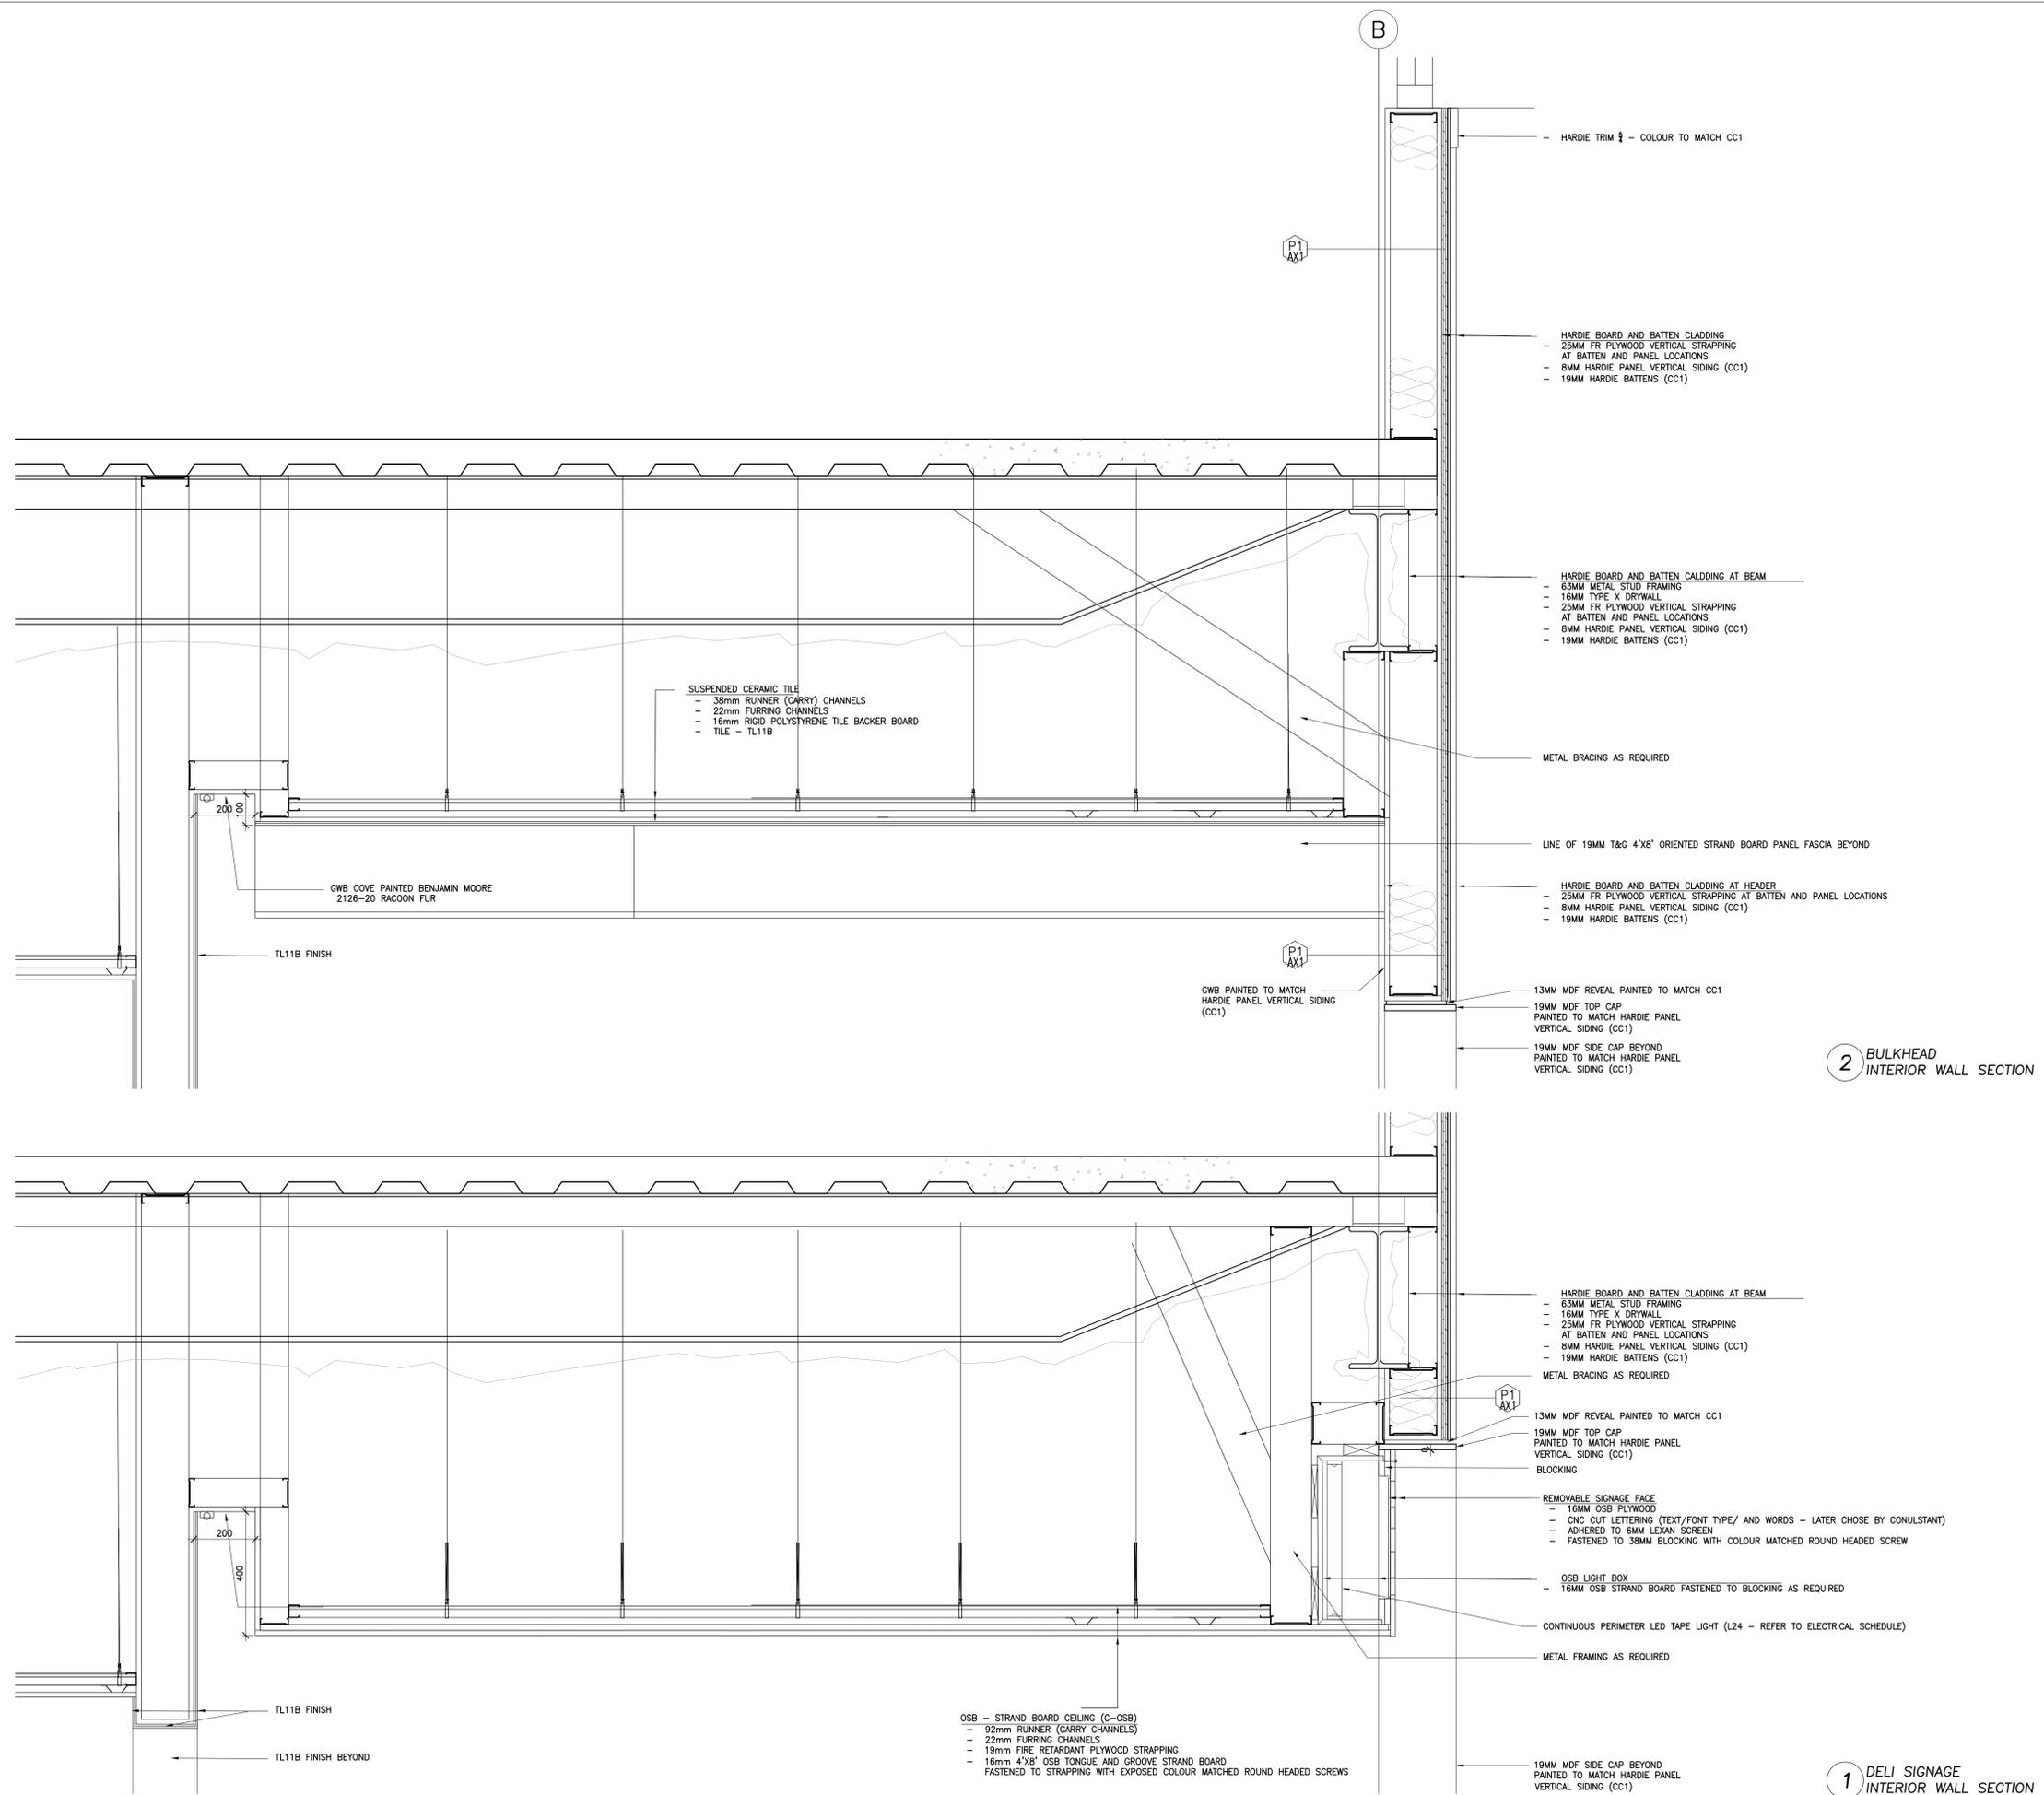 B
- HARDIE TRIM ¾ - COLOUR TO MATCH CC1
P1
AX1
HARDIE BOARD AND BATTEN CLADDING
- 25MM FR PLYWOOD VERTICAL STRAPPING
AT BATTEN AND PANEL LOCATIONS
- 8MM HARDIE PANEL VERTICAL SIDING (CC1)
- 19MM HARDIE BATTENS (CC1)
HARDIE BOARD AND BATTEN CALDDING AT BEAM
- 63MM METAL STUD FRAMING
- 16MM TYPE X DRYWALL
- 25MM FR PLYWOOD VERTICAL STRAPPING
AT BATTEN AND PANEL LOCATIONS
- 8MM HARDIE PANEL VERTICAL SIDING (CC1)
- 19MM HARDIE BATTENS (CC1)
SUSPENDED CERAMIC TILE
- 38mm RUNNER (CARRY) CHANNELS
- 22mm FURRING CHANNELS
- 16mm RIGID POLYSTYRENE TILE BACKER BOARD
- TILE - TL11B
METAL BRACING AS REQUIRED
200
100
LINE OF 19MM T&G 4'X8' ORIENTED STRAND BOARD PANEL FASCIA BEYOND
GWB COVE PAINTED BENJAMIN MOORE
2126-20 RACOON FUR
HARDIE BOARD AND BATTEN CLADDING AT HEADER
- 25MM FR PLYWOOD VERTICAL STRAPPING AT BATTEN AND PANEL LOCATIONS
- 8MM HARDIE PANEL VERTICAL SIDING (CC1)
- 19MM HARDIE BATTENS (CC1)
TL11B FINISH
P1
AX1
GWB PAINTED TO MATCH
HARDIE PANEL VERTICAL SIDING
(CC1)
13MM MDF REVEAL PAINTED TO MATCH CC1
19MM MDF TOP CAP
PAINTED TO MATCH HARDIE PANEL
VERTICAL SIDING (CC1)
19MM MDF SIDE CAP BEYOND
PAINTED TO MATCH HARDIE PANEL
VERTICAL SIDING (CC1)
2 BULKHEAD
INTERIOR WALL SECTION
HARDIE BOARD AND BATTEN CLADDING AT BEAM
- 63MM METAL STUD FRAMING
- 16MM TYPE X DRYWALL
- 25MM FR PLYWOOD VERTICAL STRAPPING
AT BATTEN AND PANEL LOCATIONS
- 8MM HARDIE PANEL VERTICAL SIDING (CC1)
- 19MM HARDIE BATTENS (CC1)
METAL BRACING AS REQUIRED
P1
AX1
13MM MDF REVEAL PAINTED TO MATCH CC1
19MM MDF TOP CAP
PAINTED TO MATCH HARDIE PANEL
VERTICAL SIDING (CC1)
BLOCKING
REMOVABLE SIGNAGE FACE
- 16MM OSB PLYWOOD
- CNC CUT LETTERING (TEXT/FONT TYPE/ AND WORDS - LATER CHOSE BY CONULSTANT)
- ADHERED TO 6MM LEXAN SCREEN
- FASTENED TO 38MM BLOCKING WITH COLOUR MATCHED ROUND HEADED SCREW
200
400
OSB LIGHT BOX
- 16MM OSB STRAND BOARD FASTENED TO BLOCKING AS REQUIRED
CONTINUOUS PERIMETER LED TAPE LIGHT (L24 - REFER TO ELECTRICAL SCHEDULE)
METAL FRAMING AS REQUIRED
TL11B FINISH
TL11B FINISH BEYOND
OSB - STRAND BOARD CEILING (C-OSB)
- 92mm RUNNER (CARRY CHANNELS)
- 22mm FURRING CHANNELS
- 19mm FIRE RETARDANT PLYWOOD STRAPPING
- 16mm 4'X8' OSB TONGUE AND GROOVE STRAND BOARD
FASTENED TO STRAPPING WITH EXPOSED COLOUR MATCHED ROUND HEADED SCREWS
19MM MDF SIDE CAP BEYOND
PAINTED TO MATCH HARDIE PANEL
VERTICAL SIDING (CC1)
1 DELI SIGNAGE
INTERIOR WALL SECTION